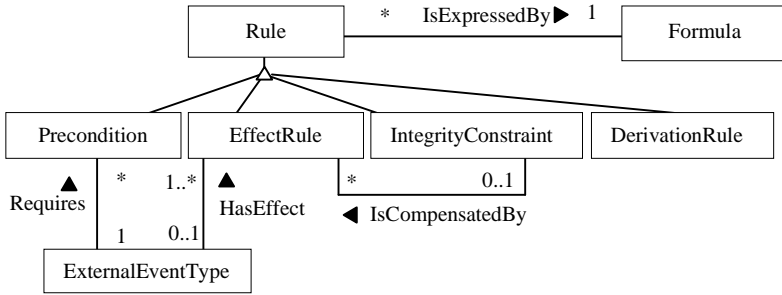 Rule
* IsExpressedBy 1
Formula
Precondition
EffectRule
IntegrityConstraint
DerivationRule
Requires
*
1
1..*
0..1
HasEffect
*
0..1
IsCompensatedBy
ExternalEventType